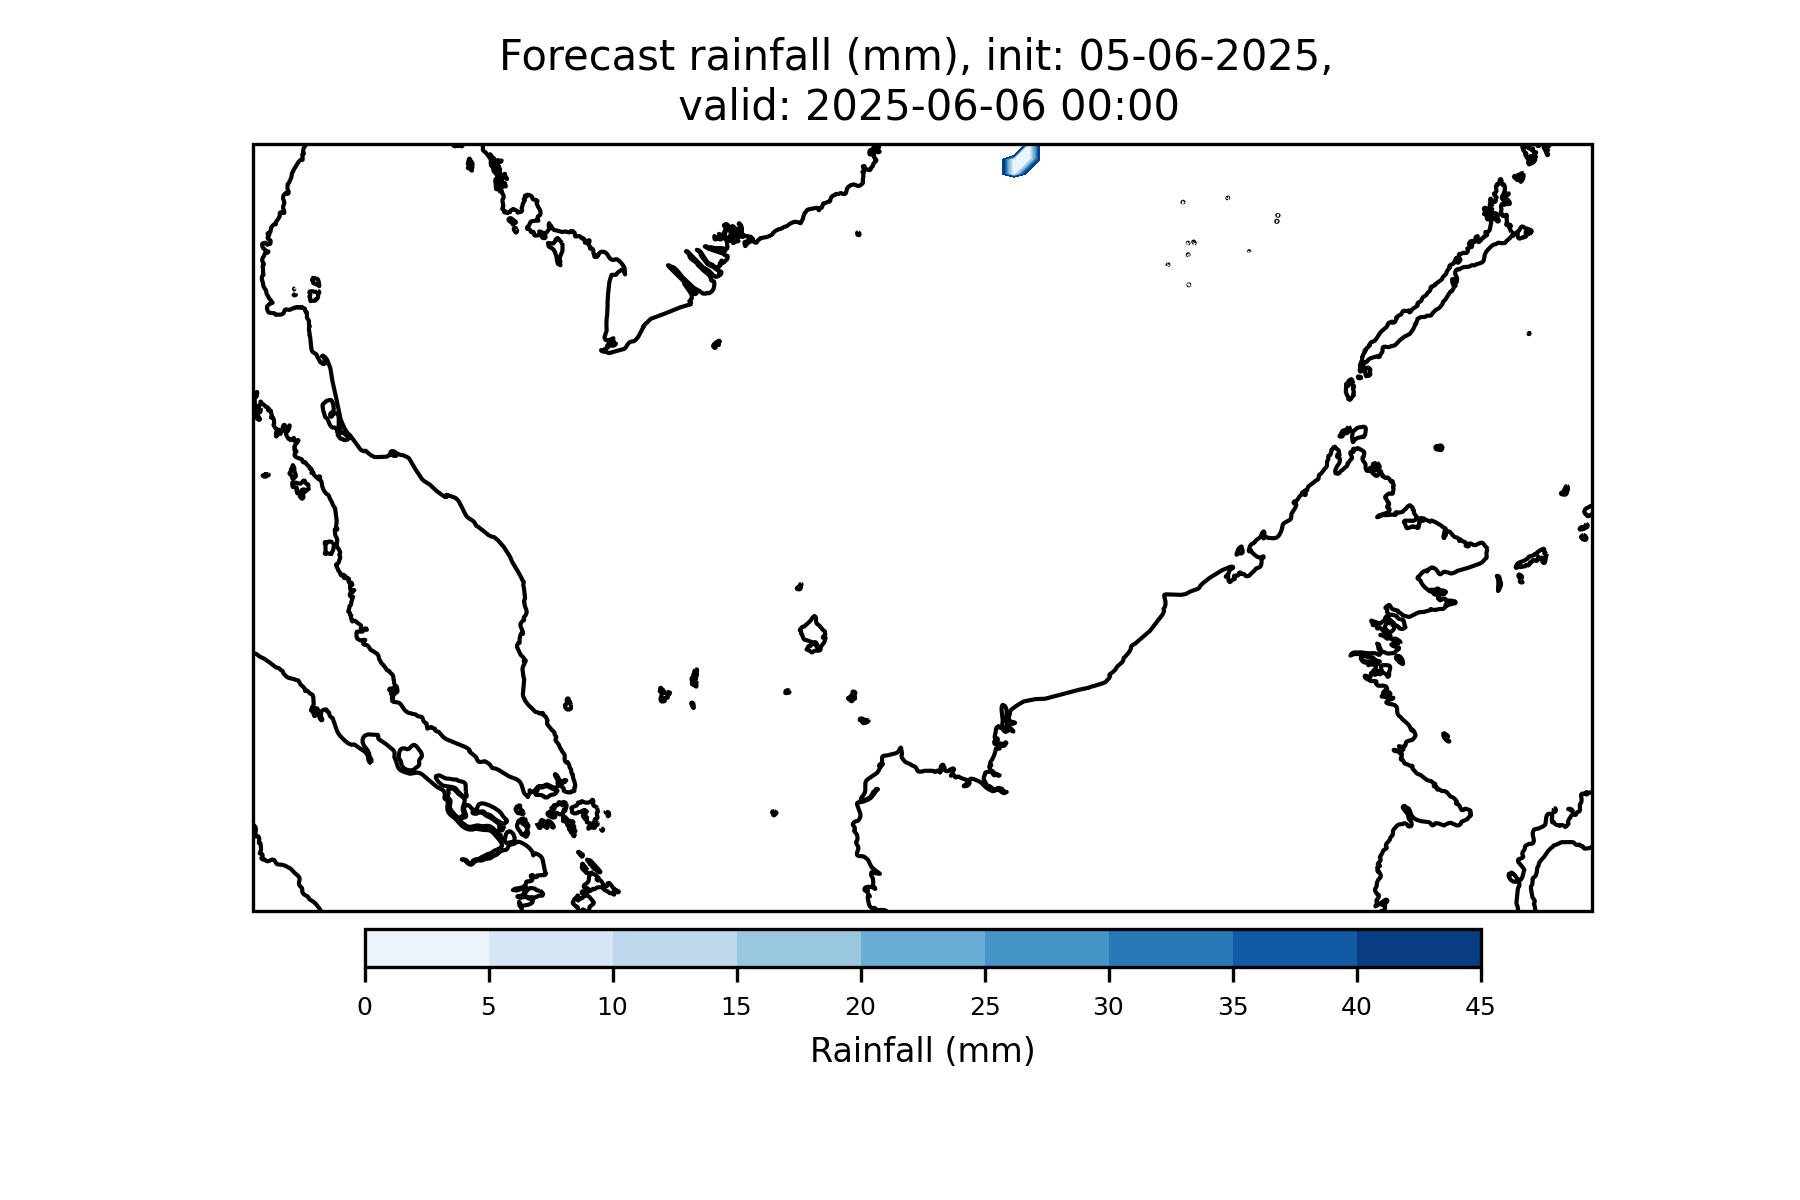 Forecast rainfall (mm), init: 05-06-2025,
valid: 2025-06-06 00:00
0 5 10 15 20 25 30 35 40 45
Rainfall (mm)